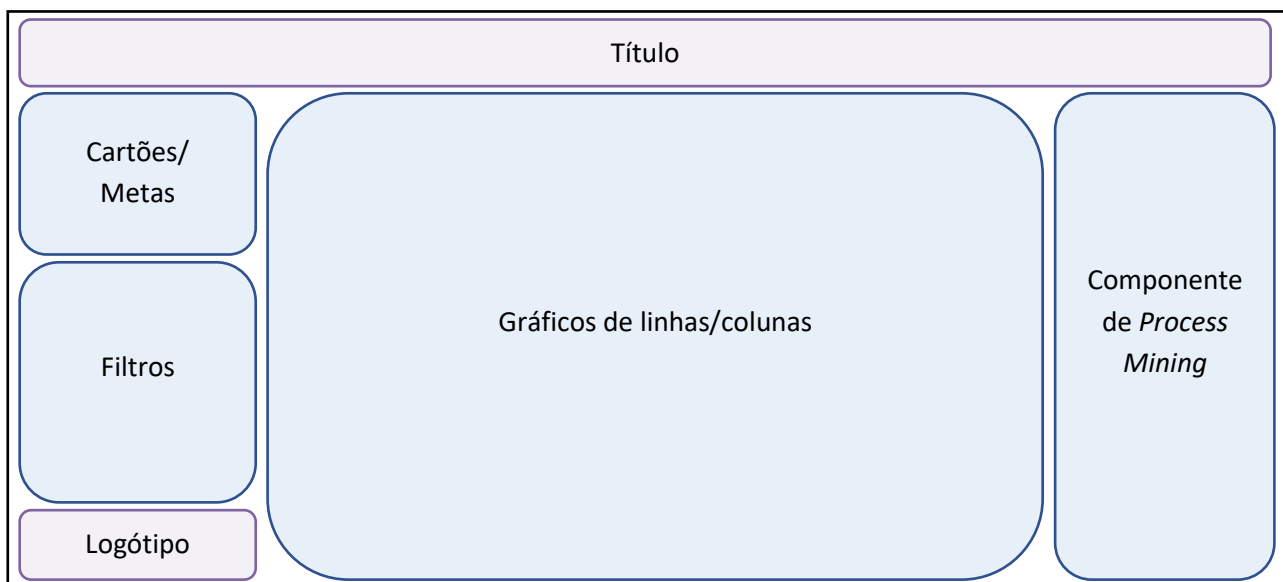 Título
Cartões/
Metas
Filtros
Logótipo
Gráficos de linhas/colunas
Componente
de Process
Mining